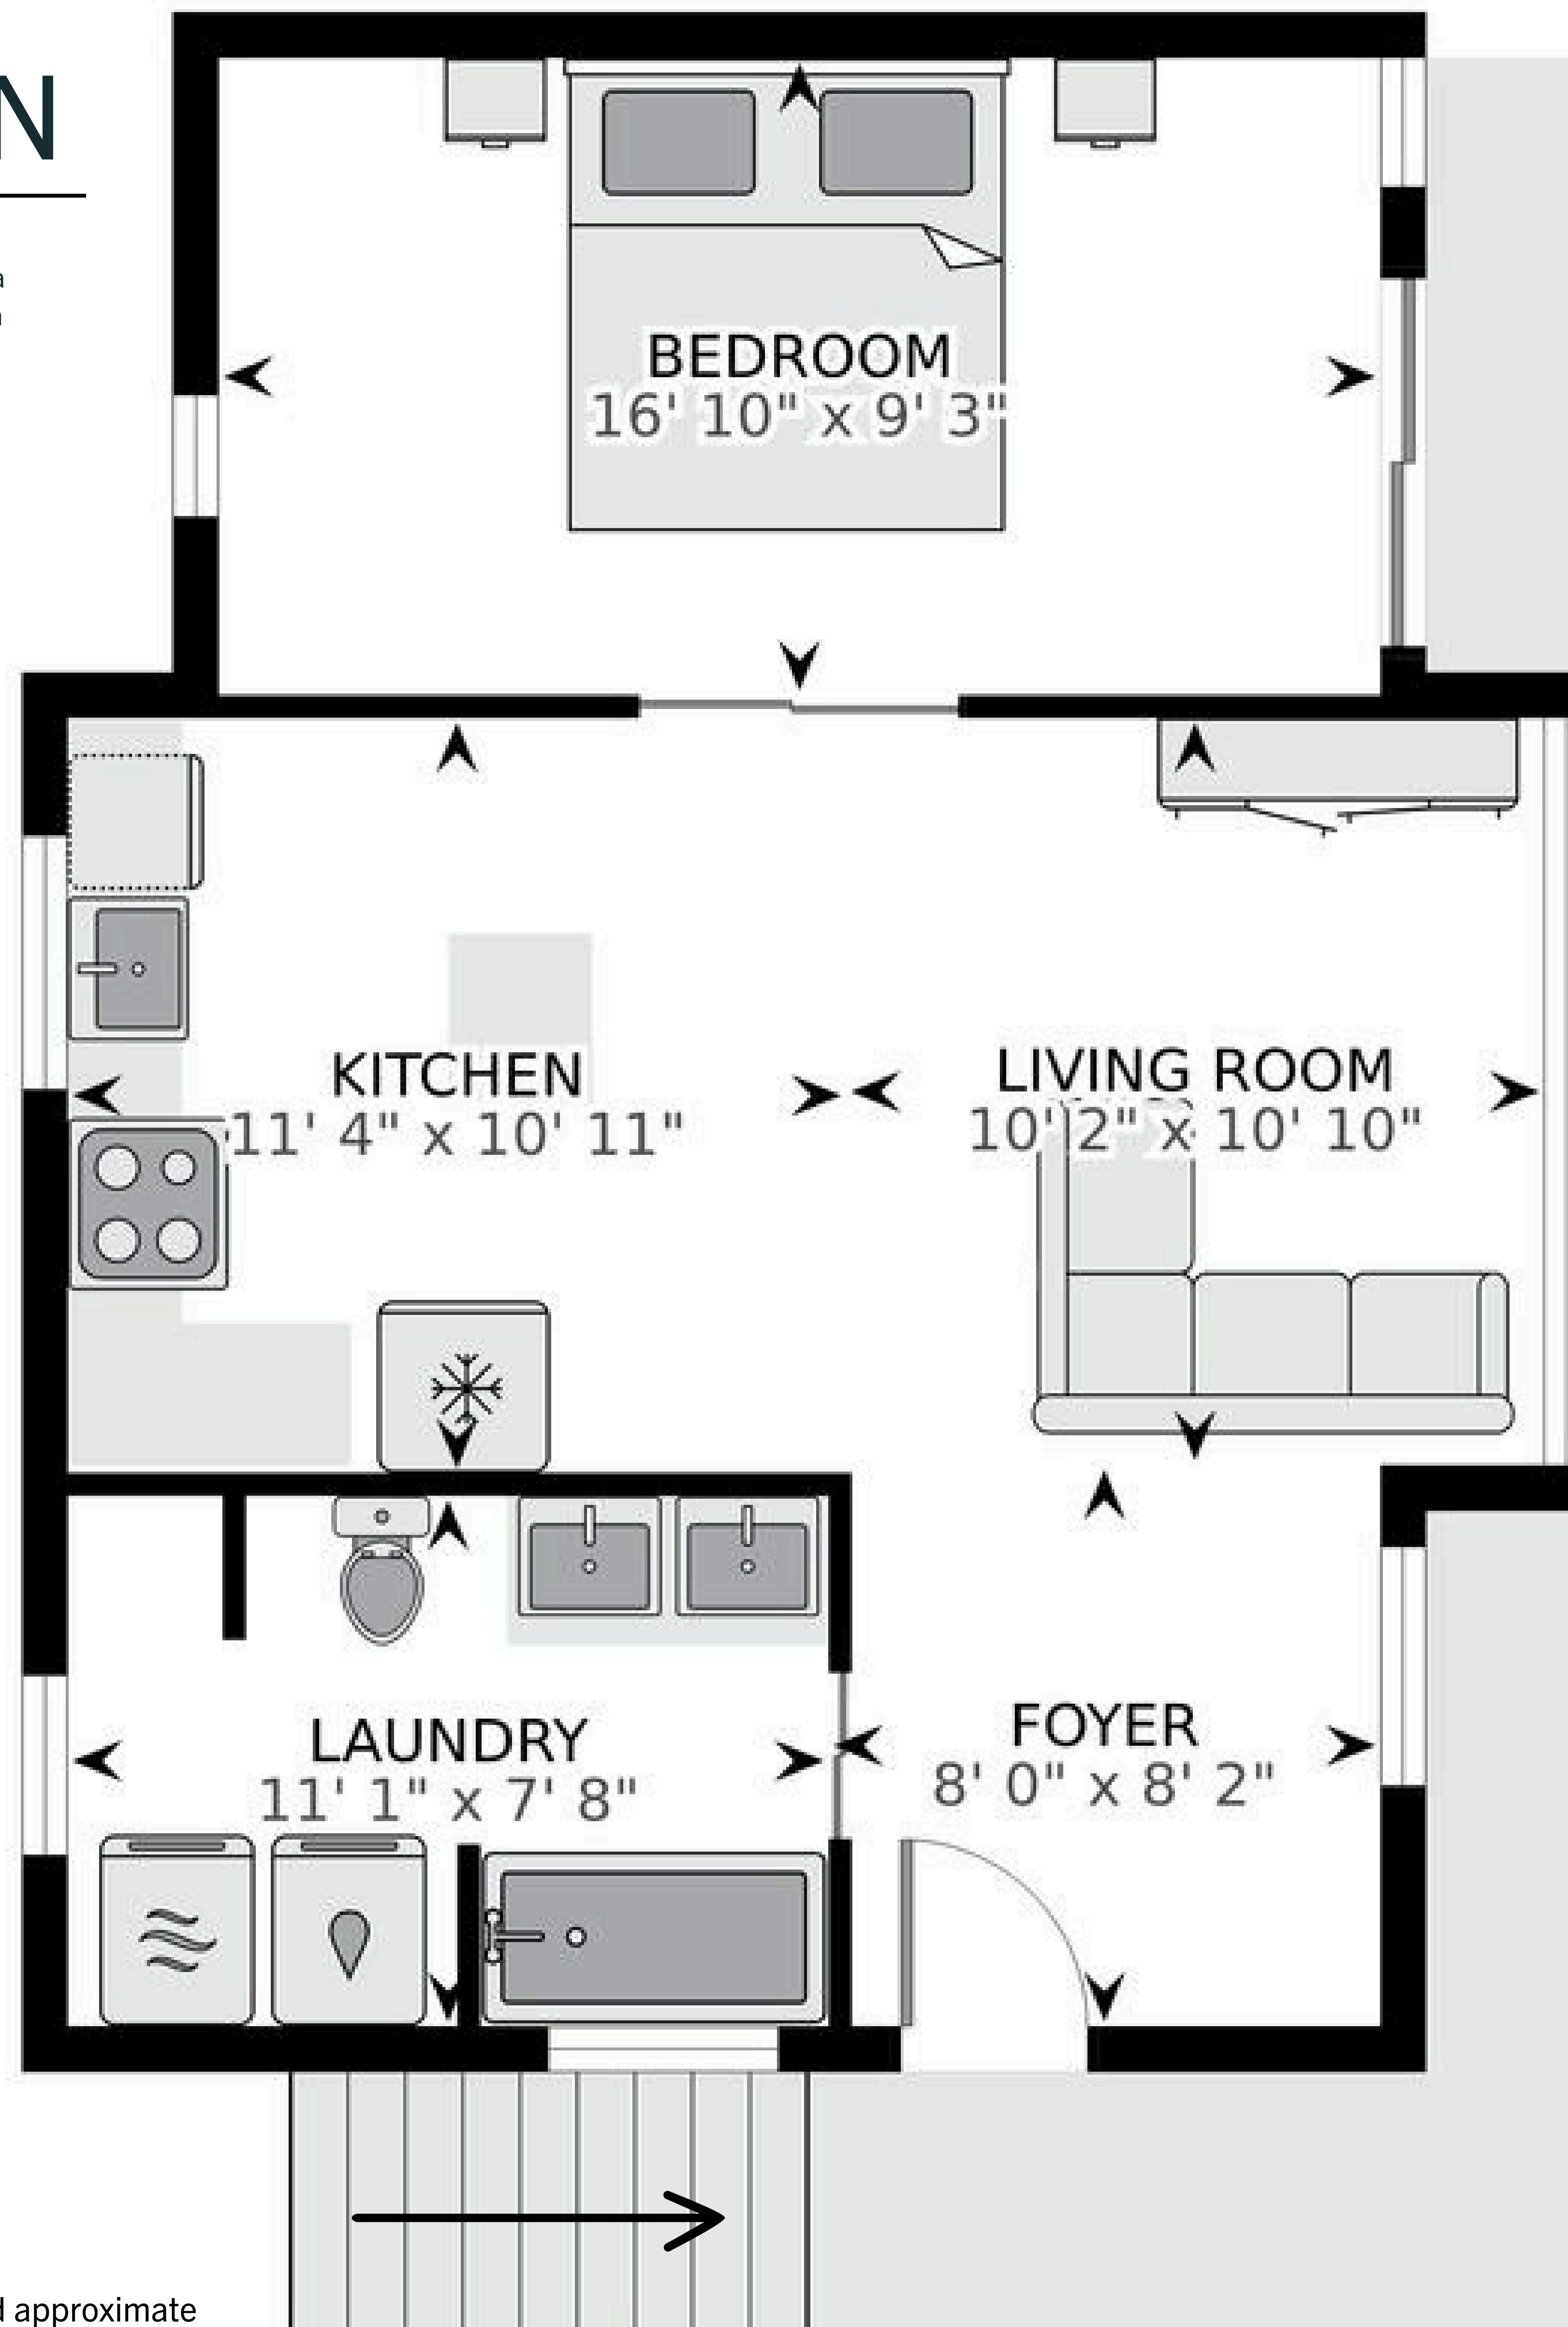 N
a
BEDROOM
16' 10" x 9' 3"
KITCHEN
11' 4" x 10' 11"
LIVING ROOM
10' 2" x 10' 10"
LAUNDRY
11' 1" x 7' 8"
FOYER
8' 0" x 8' 2"
approximate